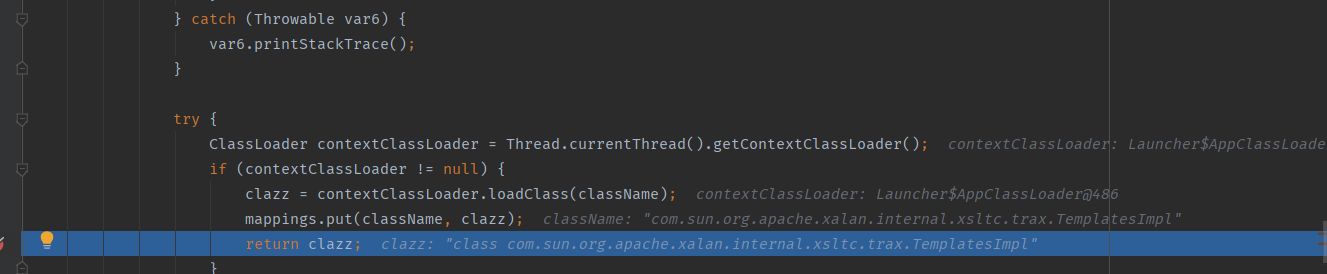 } catch (Throwable var6) {
var6.printStackTrace();
}
try {
ClassLoader contextClassLoader = Thread.currentThread().getContextClassLoader(); contextClassLoader: Launcher$AppClassLoade
if (contextClassLoader != null) {
clazz = contextClassLoader.loadClass(className); contextClassLoader: Launcher$AppClassLoader@486
mappings.put(className, clazz); className: "com.sun.org.apache.xalan.internal.xsltc.trax.TemplatesImpl"
return clazz; clazz: "class com.sun.org.apache.xalan.internal.xsltc.trax.TemplatesImpl"
}